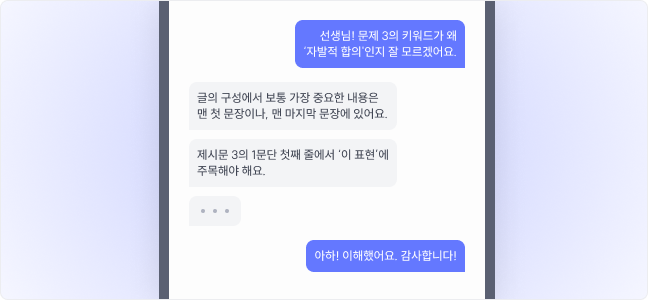 선생님! 문제 3의 키워드가 왜
‘자발적 합의’인지 잘 모르겠어요.
글의 구성에서 보통 가장 중요한 내용은
맨 첫 문장이나, 맨 마지막 문장에 있어요.
제시문 3의 1문단 첫째 줄에서 ‘이 표현’에
주목해야 해요.
아하! 이해했어요. 감사합니다!